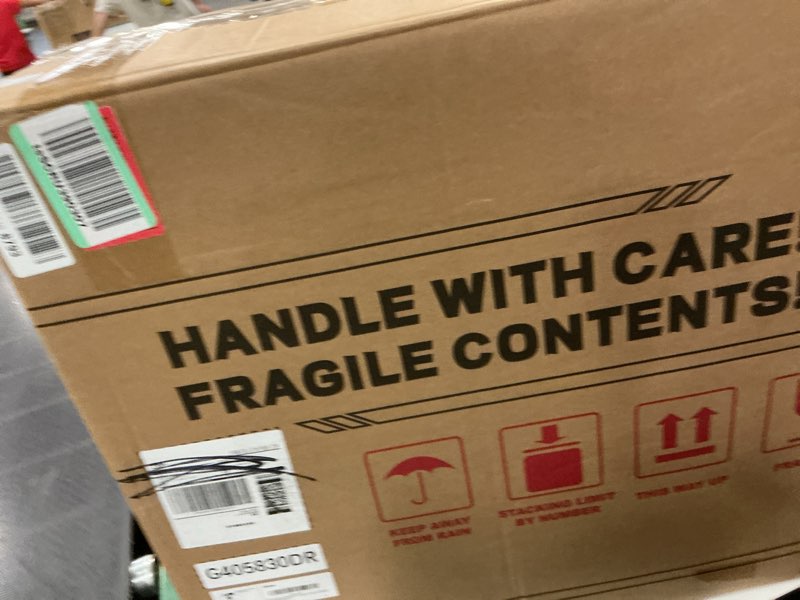 HANDLE WITH CARE!
FRAGILE CONTENTS!
KEEP AWAY
FROM RAIN
STACKING LIMIT
BY NUMBER
THIS WAY UP
G405830DR